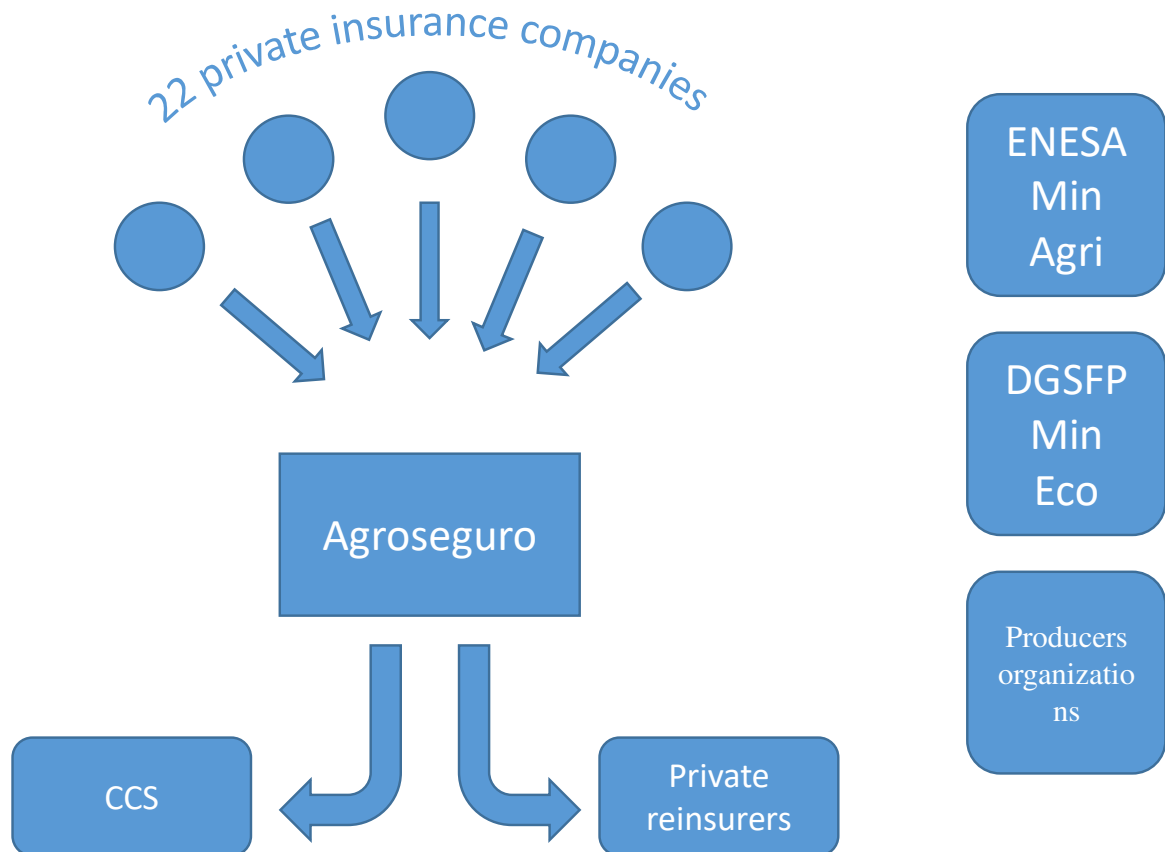 22 private insurance companies
ENESA
Min
Agri
DGSFP
Min
Eco
Agroseguro
Producers
organizatio
ns
CCS
Private
reinsurers